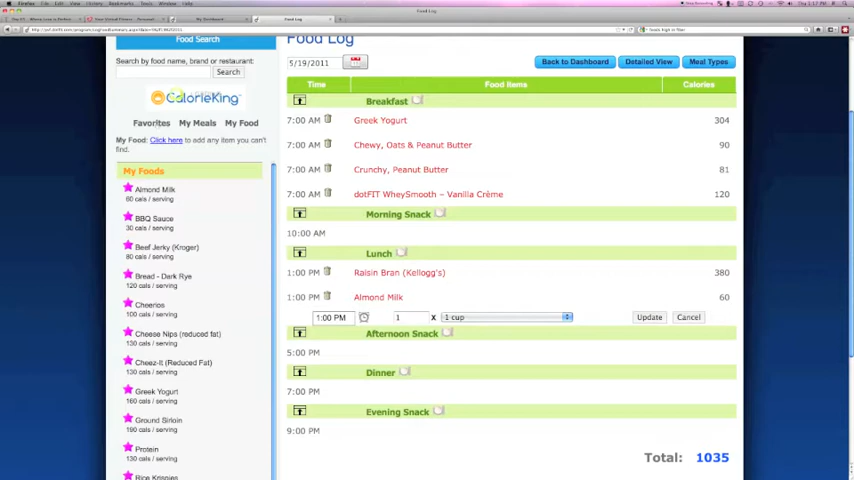 Food Search
Search by food name, brand or restaurant:
Search
CalorieKing
Favorites My Meals My Food
My Food: Click here to add any item you can't find.
My Foods
Almond Milk
60 cals / serving
BBQ Sauce
30 cals / serving
Beef Jerky (Kroger)
80 cals / serving
Bread - Dark Rye
120 cals / serving
Cheerios
100 cals / serving
Cheese Nips (reduced fat)
130 cals / serving
Cheez-It (Reduced Fat)
130 cals / serving
Greek Yogurt
160 cals / serving
Ground Sirloin
190 cals / serving
Protein
130 cals / serving
Rice Krispies
Food Log
5/19/2011
Back to Dashboard Detailed View Meal Types
Time Food Items Calories
Breakfast
7:00 AM Greek Yogurt 304
7:00 AM Chewy, Oats & Peanut Butter 90
7:00 AM Crunchy, Peanut Butter 81
7:00 AM dotFIT WheySmooth – Vanilla Crème 120
Morning Snack
10:00 AM
Lunch
1:00 PM Raisin Bran (Kellogg's) 380
1:00 PM Almond Milk 60
1:00 PM 1 x 1 cup Update Cancel
Afternoon Snack
5:00 PM
Dinner
7:00 PM
Evening Snack
9:00 PM
Total: 1035